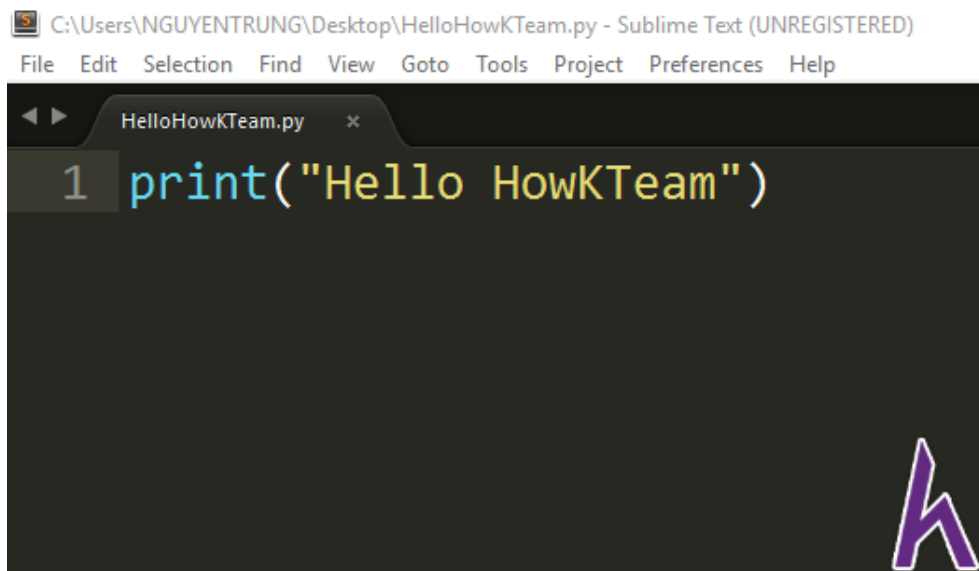 C:\Users\NGUYENTRUNG\Desktop\HelloHowKTeam.py - Sublime Text (UNREGISTERED)
File Edit Selection Find View Goto Tools Project Preferences Help
HelloHowKTeam.py ×
1 print("Hello HowKTeam")